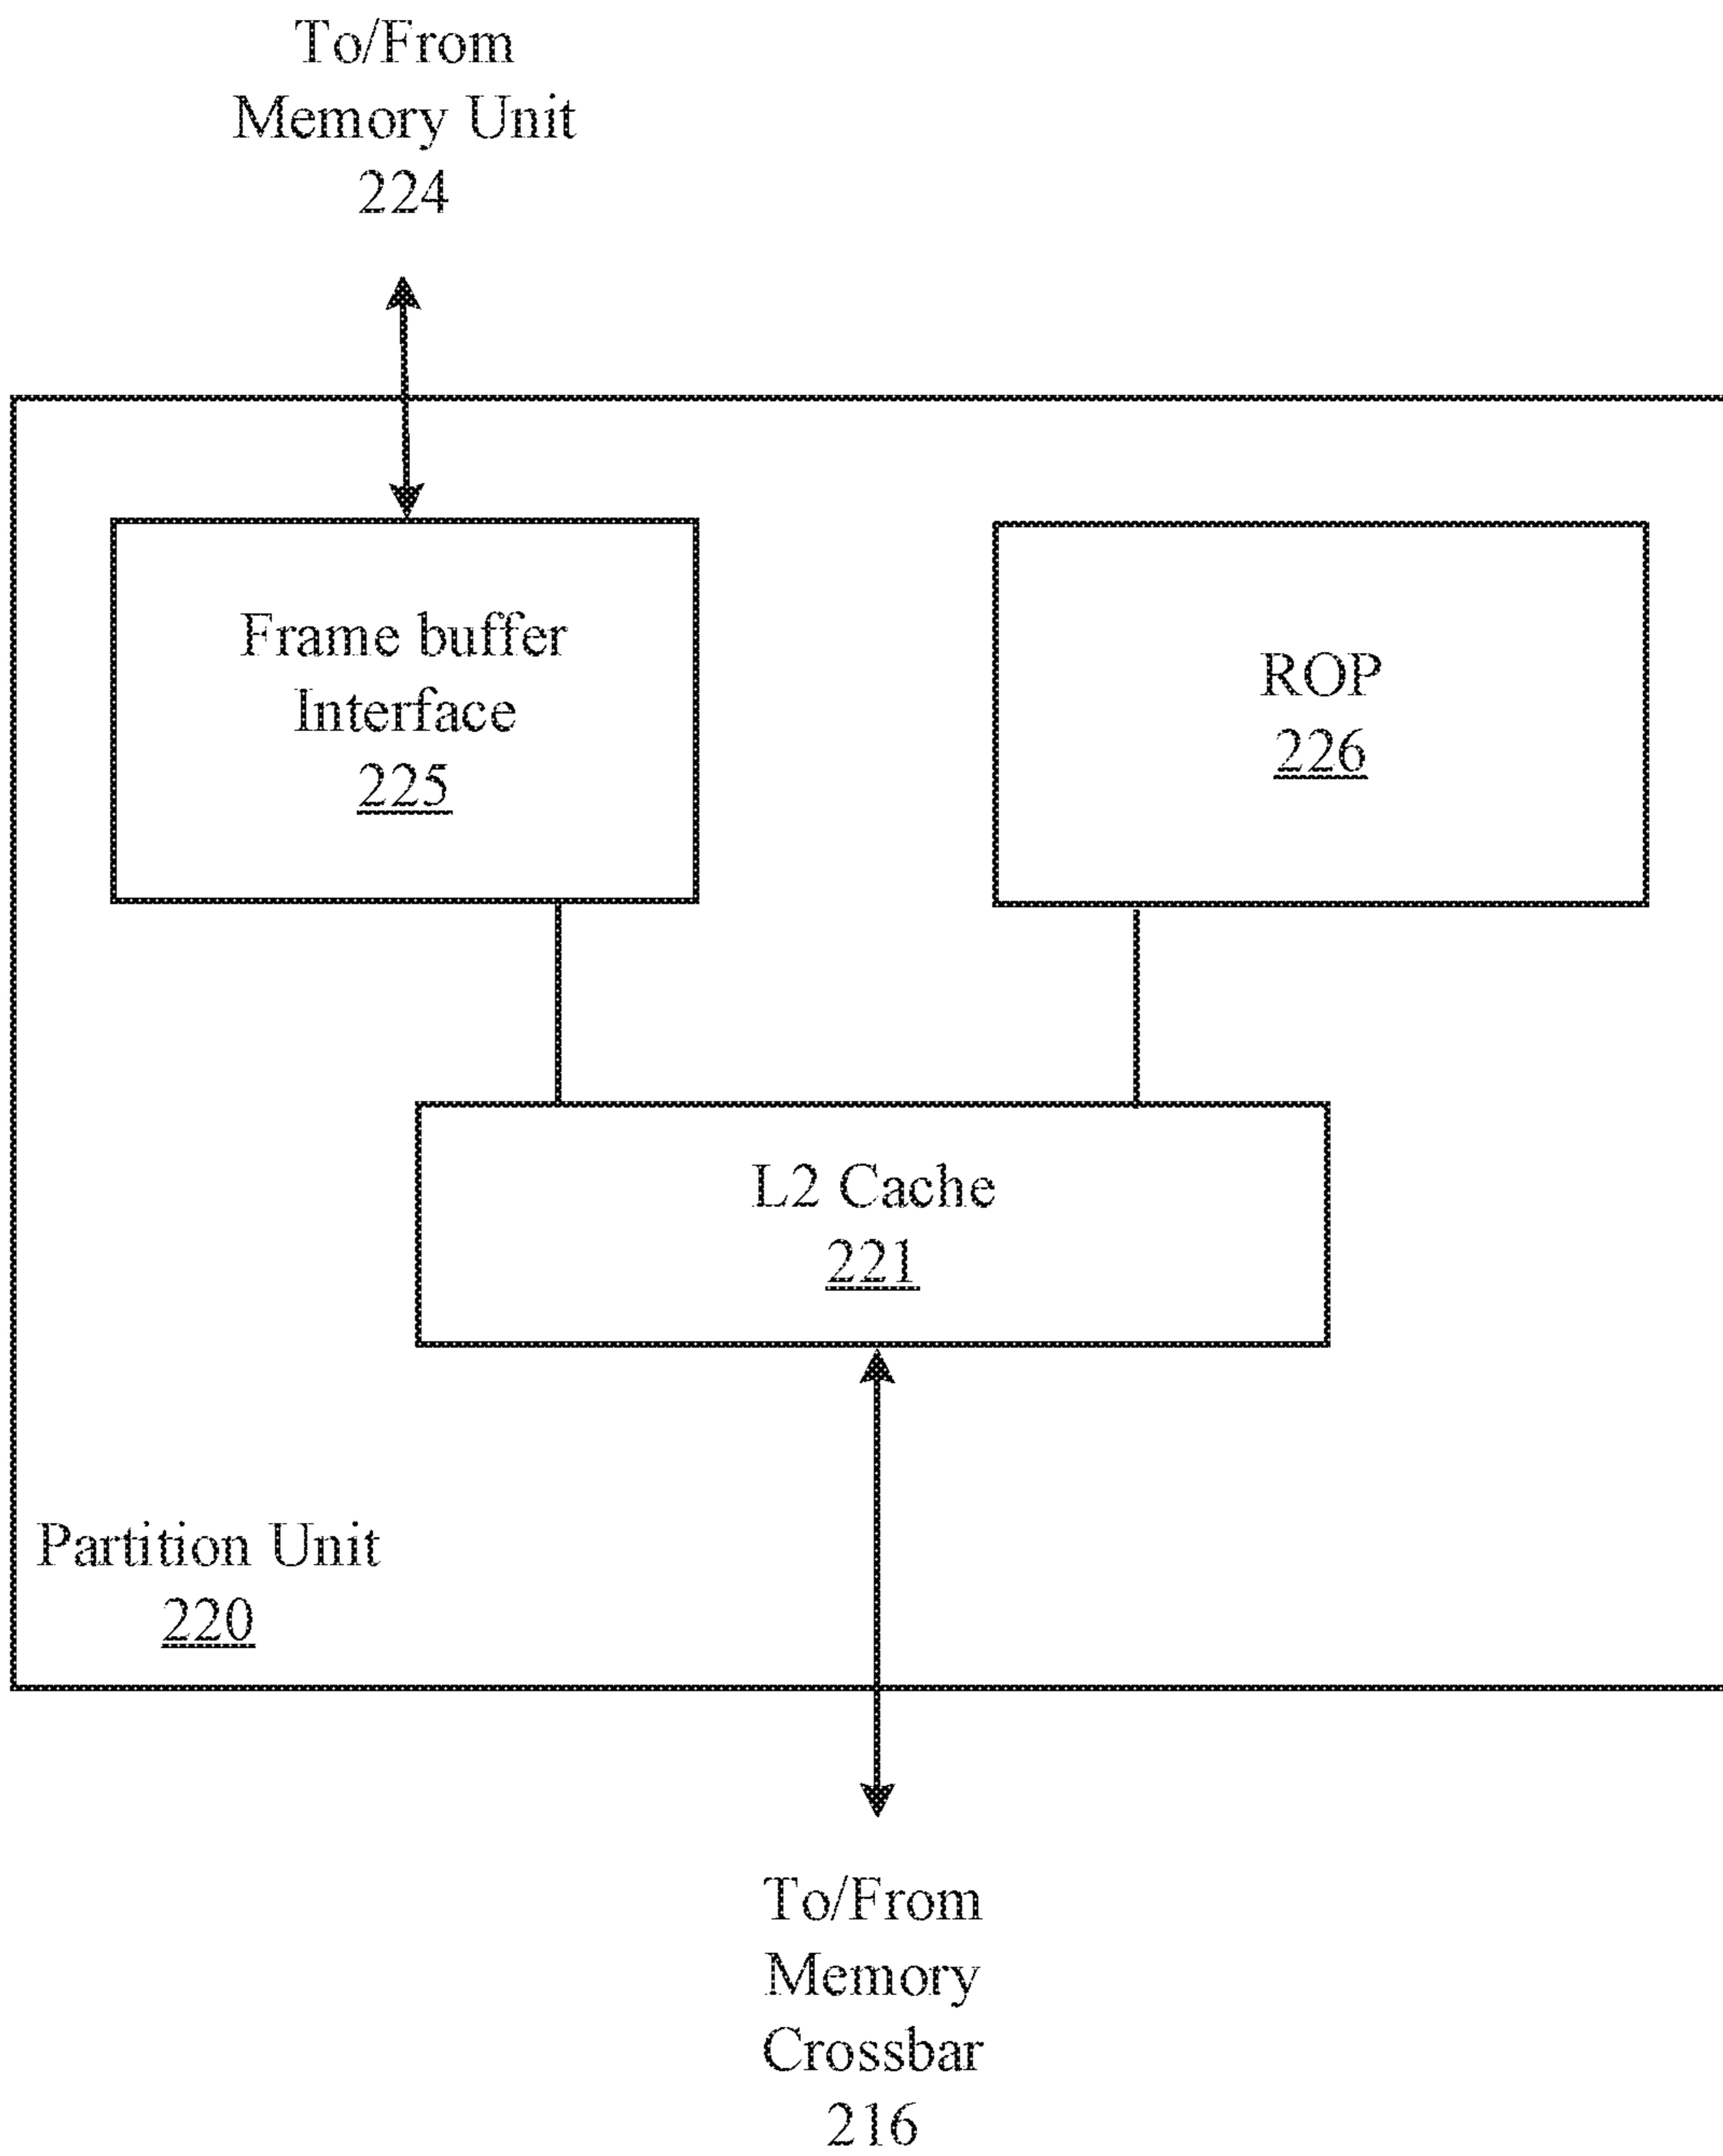 To/From
Memory Unit
224
Frame buffer
Interface
225
ROP
226
L2 Cache
221
Partition Unit
220
To/From
Memory
Crossbar
216